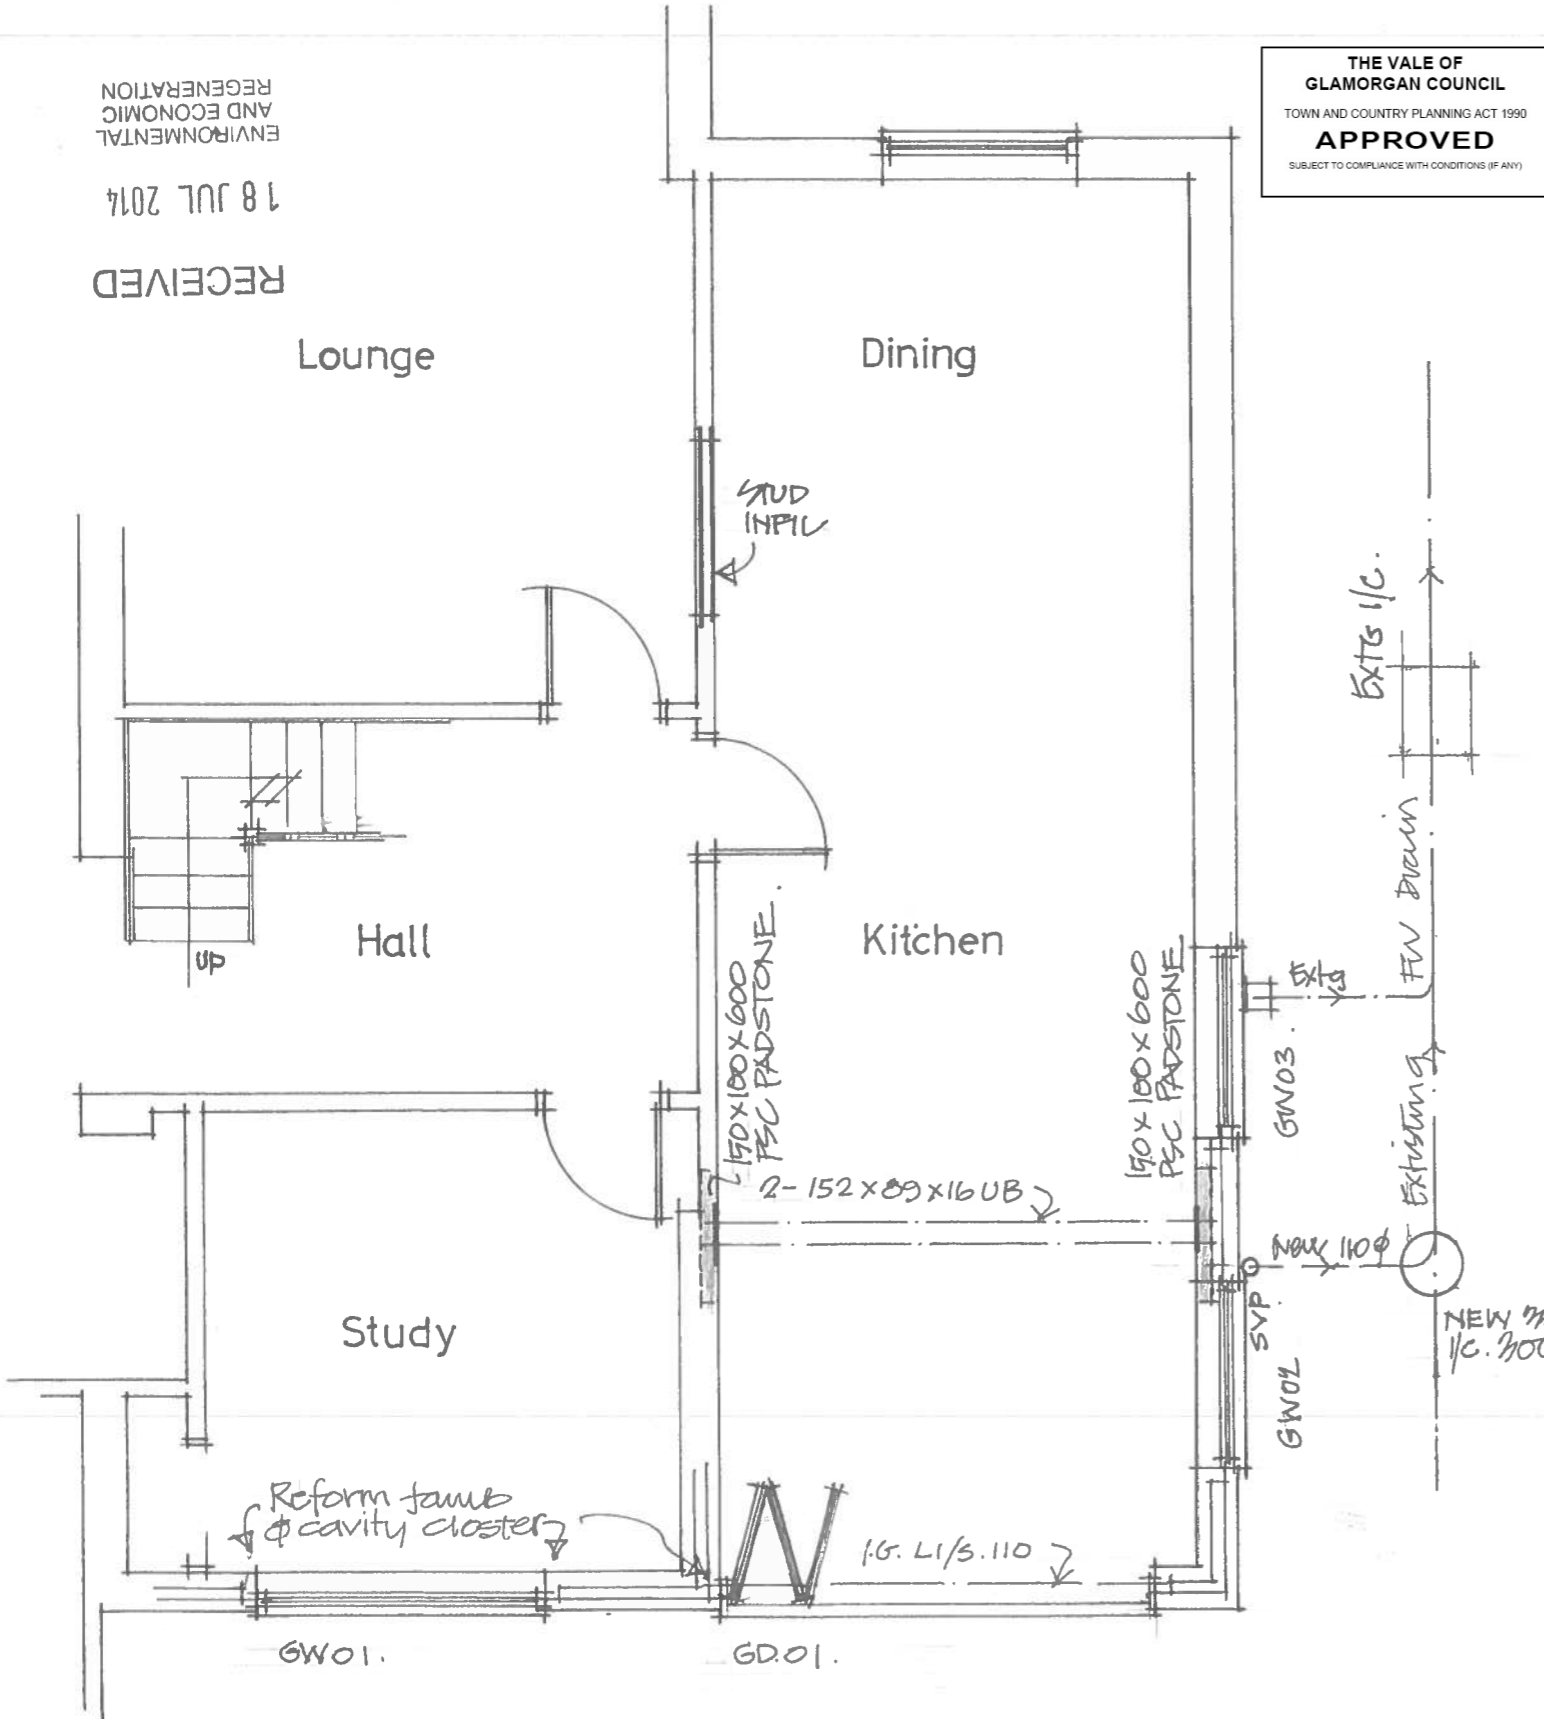 THE VALE OF
GLAMORGAN COUNCIL
TOWN AND COUNTRY PLANNING ACT 1990
APPROVED
SUBJECT TO COMPLIANCE WITH CONDITIONS (IF ANY)
RECEIVED
18 JUL 2014
ENVIRONMENTAL
AND ECONOMIC
REGENERATION
Lounge
Dining
STUD
INFIL
Extg I/C.
FW Drain
Existing
Hall
UP
Kitchen
150x100x600
PSC PADSTONE.
150x100x600
PSC PADSTONE
Extg
GW03.
2-152x89x16UB
New 110ϕ
SVP
NEW
I/C. 300
GW02
Study
Reform jamb
& cavity closter
I.G. L1/S.110
GW01.
GD.01.